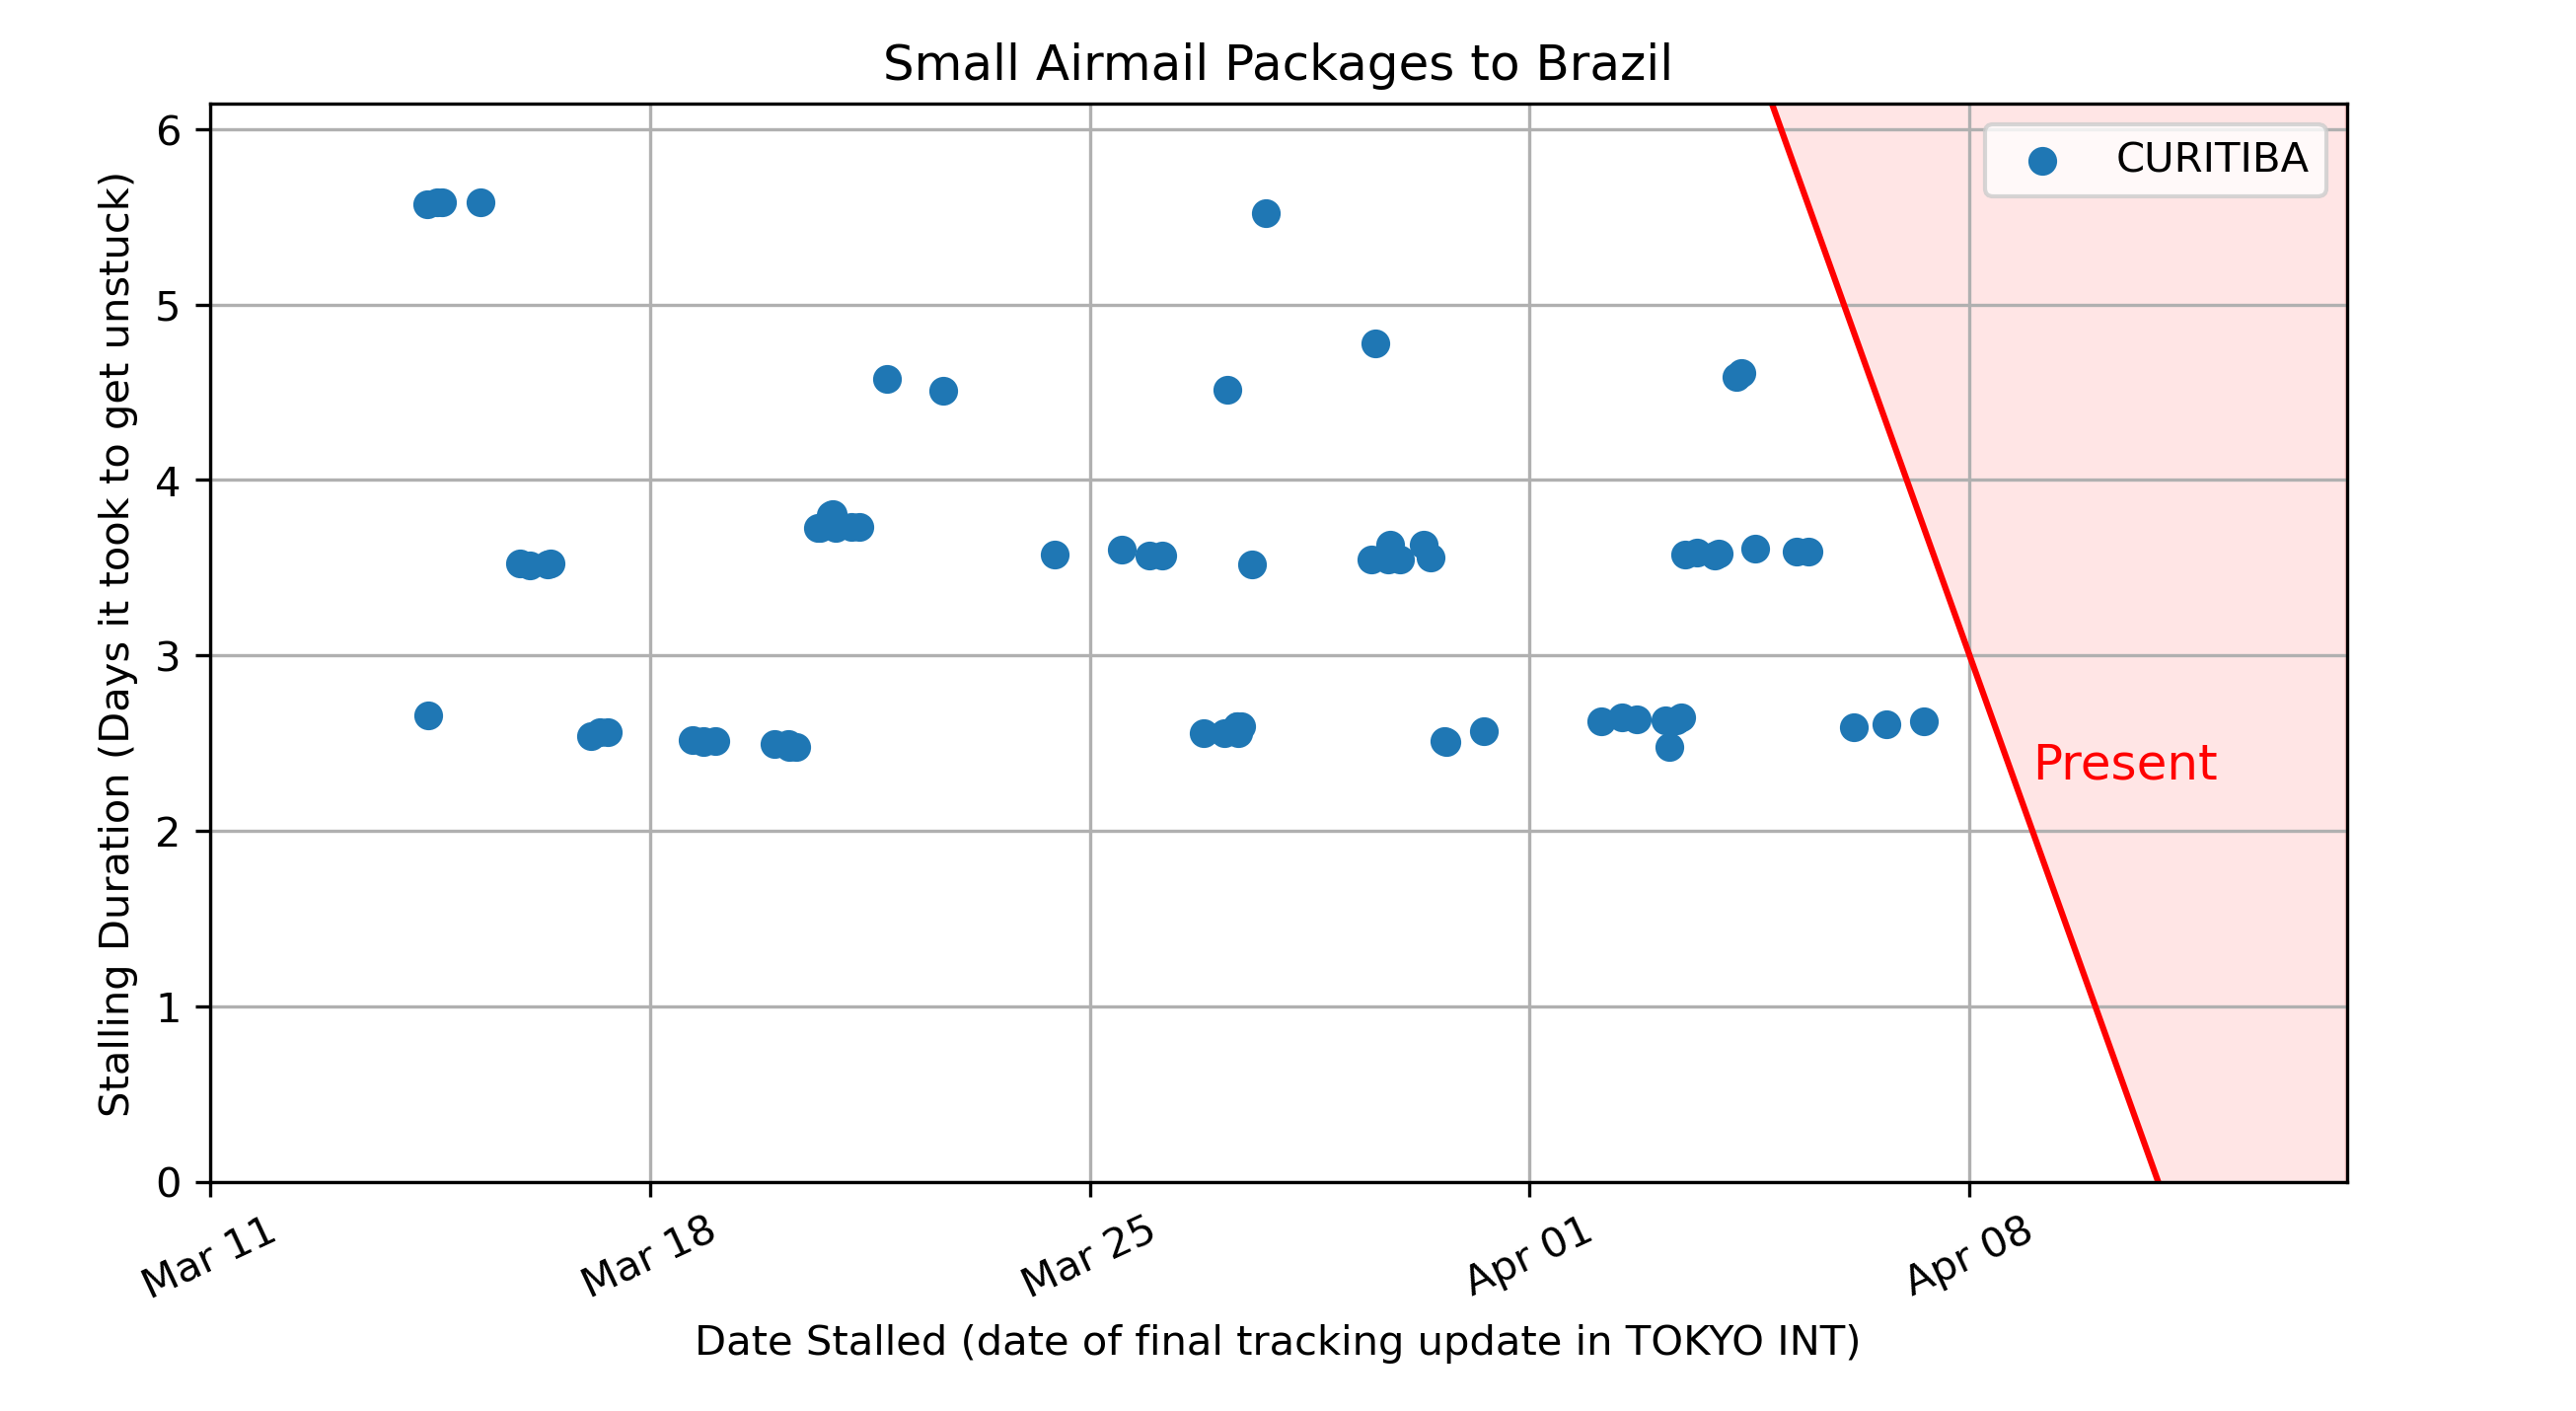 Small Airmail Packages to Brazil
Stalling Duration (Days it took to get unstuck)
6
5
4
3
2
1
0
CURITIBA
Present
Mar 11
Mar 18
Mar 25
Apr 01
Apr 08
Date Stalled (date of final tracking update in TOKYO INT)